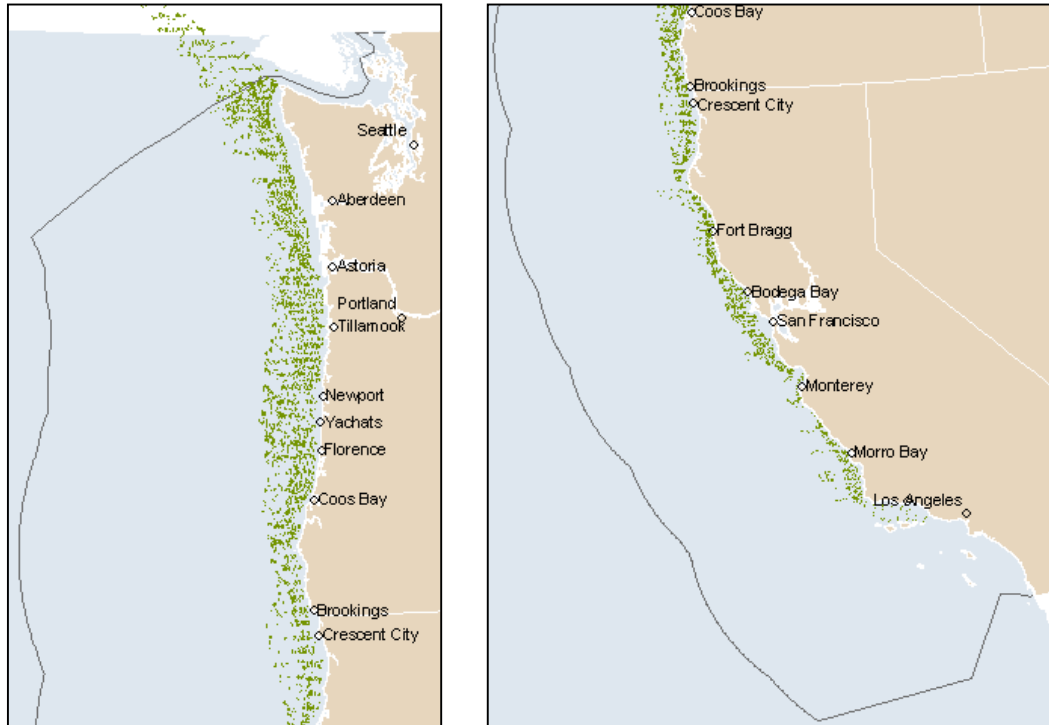 Seattle
Aberdeen
Astoria
Portland
Tillamook
Newport
Yachats
Florence
Coos Bay
Brookings
Crescent City
Coos Bay
Brookings
Crescent City
Fort Bragg
Bodega Bay
San Francisco
Monterey
Morro Bay
Los Angeles